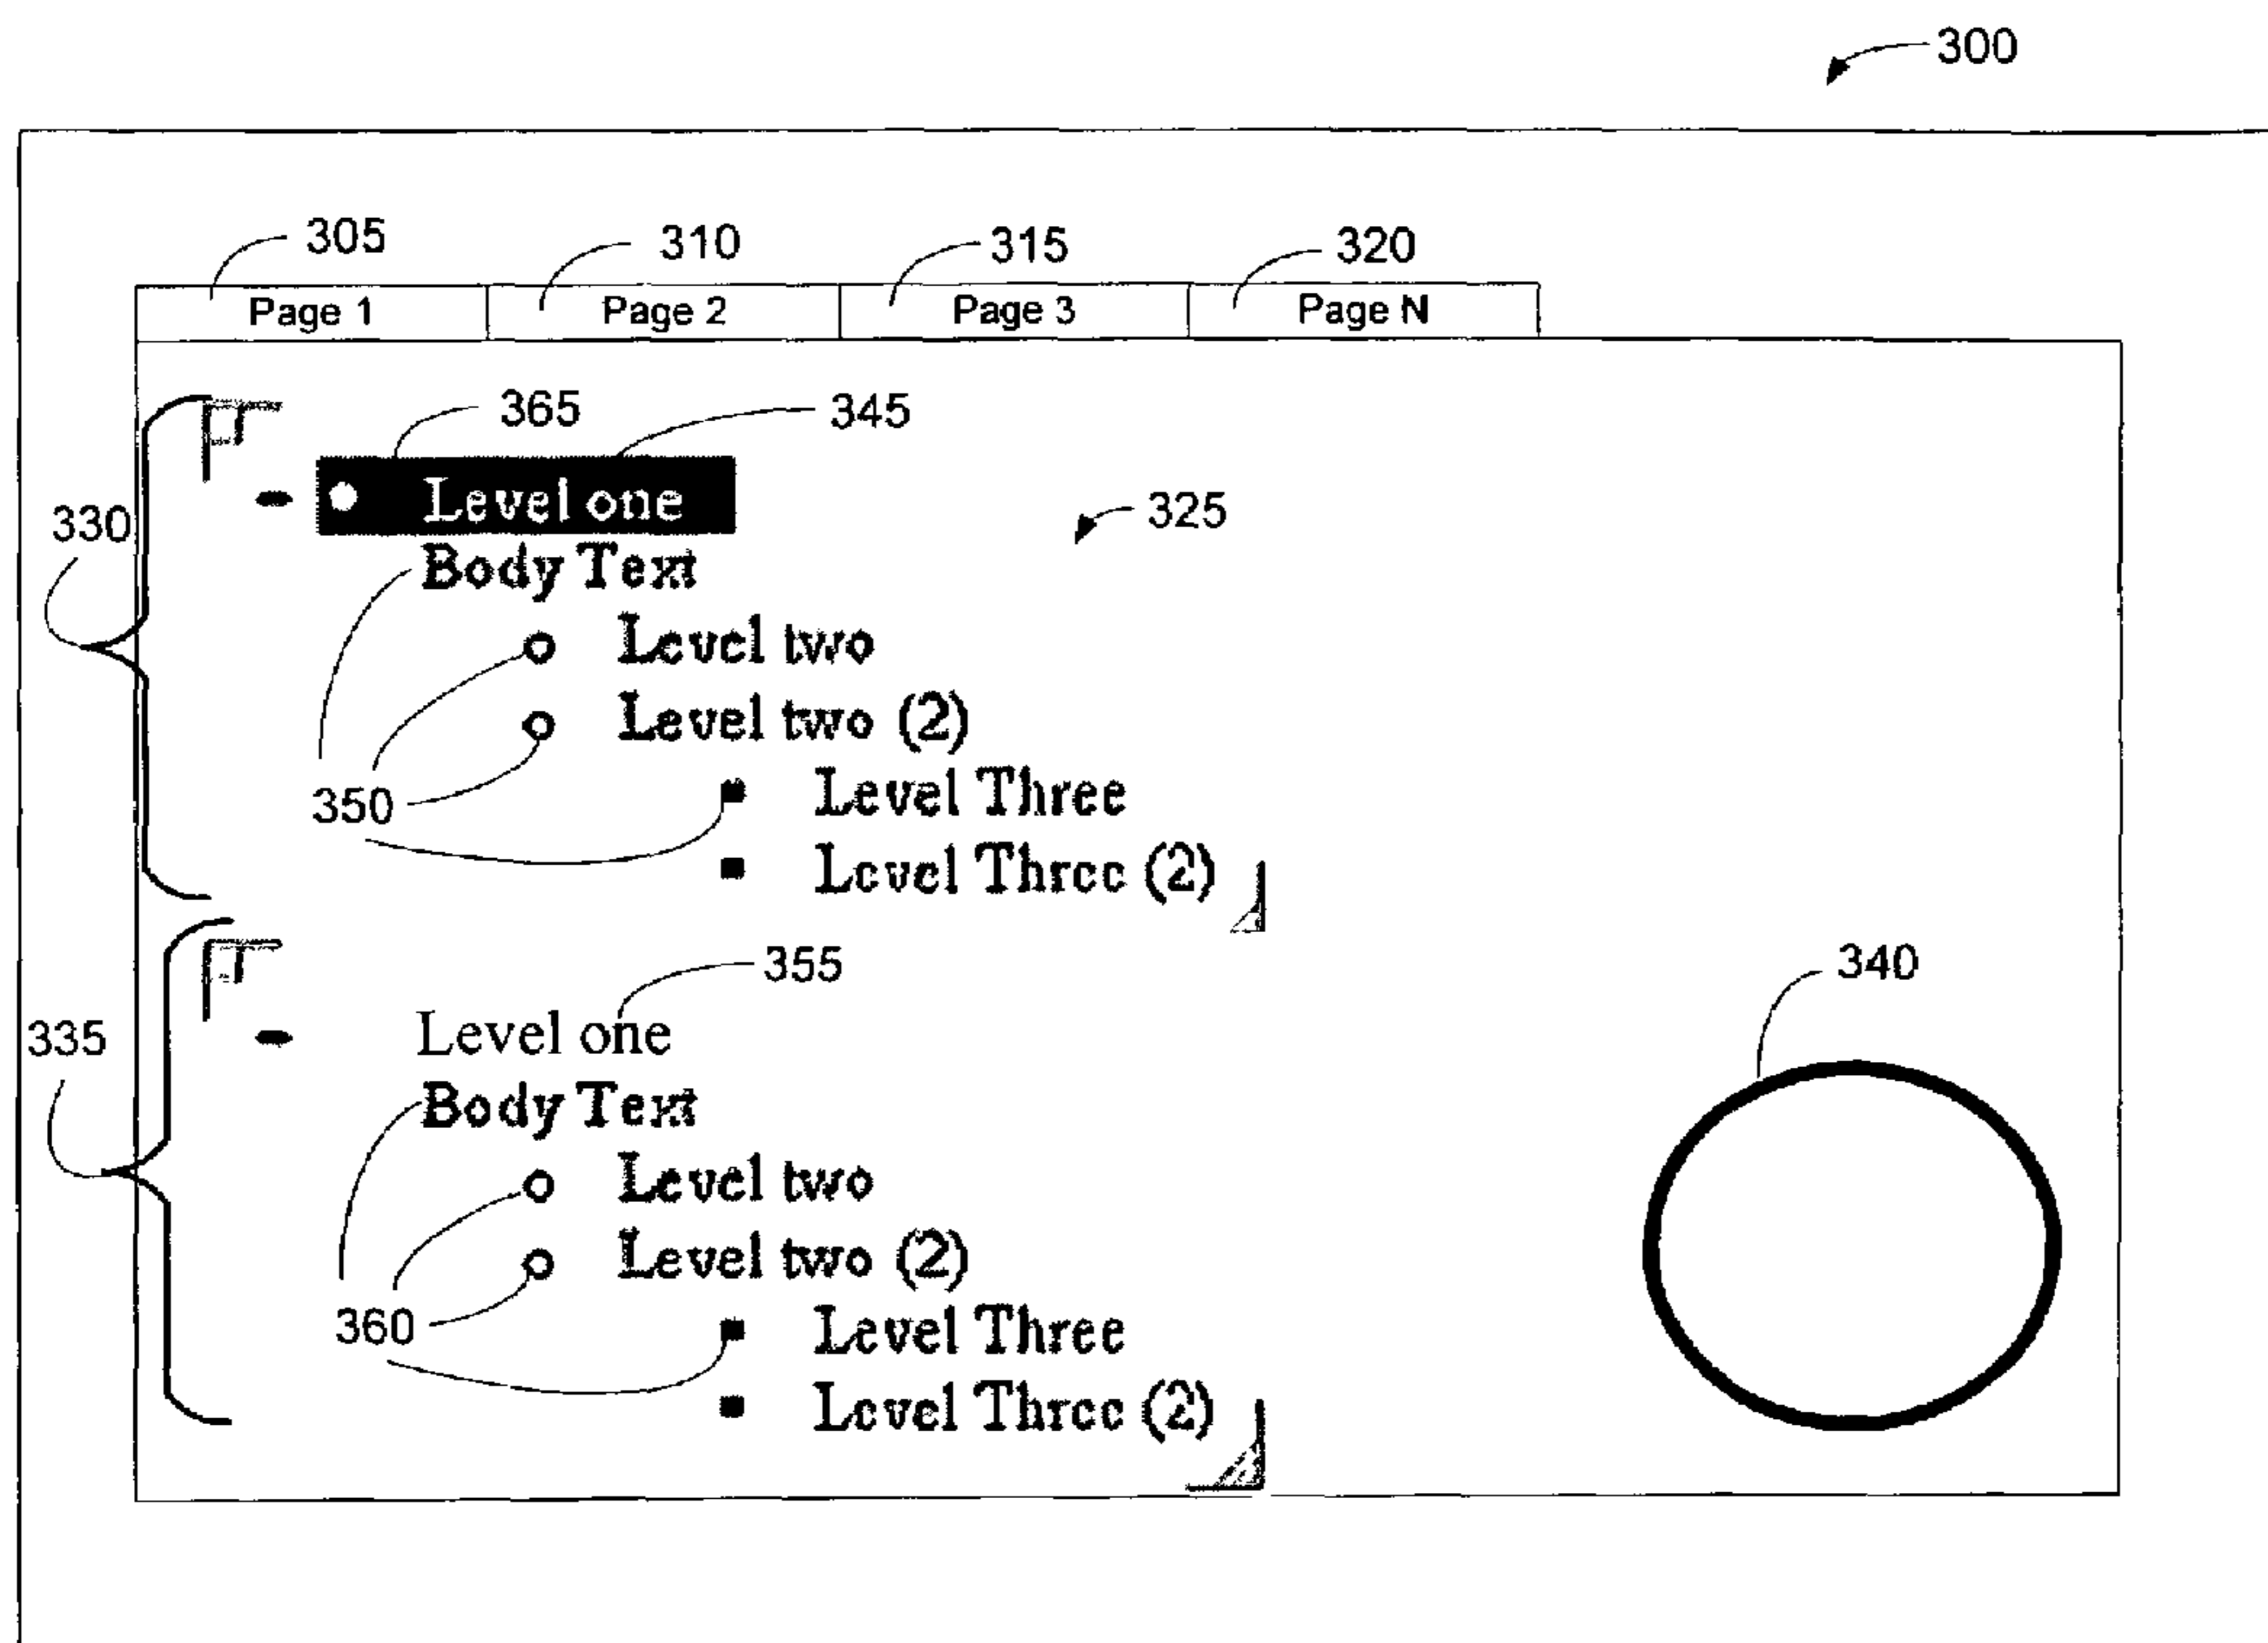 300
305 310 315 320
Page 1 Page 2 Page 3 Page N
365 345
Level one
325
330
Body Text
Level two
Level two (2)
Level Three
350
Level Three (2)
355
340
Level one
335
Body Text
Level two
Level two (2)
360
Level Three
Level Three (2)